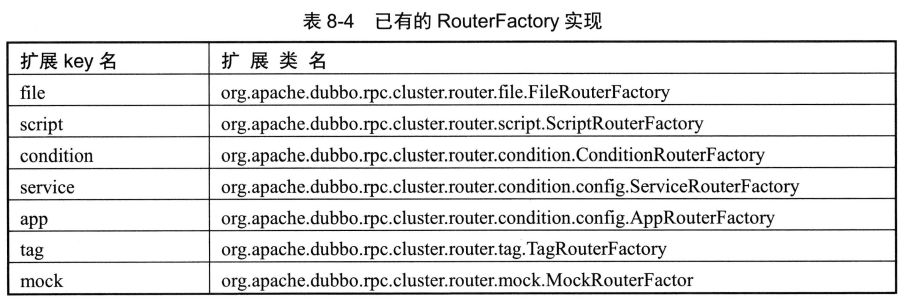 表 8-4 已有的 RouterFactory 实现
扩展 key 名 扩 展 类 名
file org.apache.dubbo.rpc.cluster.router.file.FileRouterFactory
script org.apache.dubbo.rpc.cluster.router.script.ScriptRouterFactory
condition org.apache.dubbo.rpc.cluster.router.condition.ConditionRouterFactory
service org.apache.dubbo.rpc.cluster.router.condition.config.ServiceRouterFactory
app org.apache.dubbo.rpc.cluster.router.condition.config.AppRouterFactory
tag org.apache.dubbo.rpc.cluster.router.tag.TagRouterFactory
mock org.apache.dubbo.rpc.cluster.router.mock.MockRouterFactor